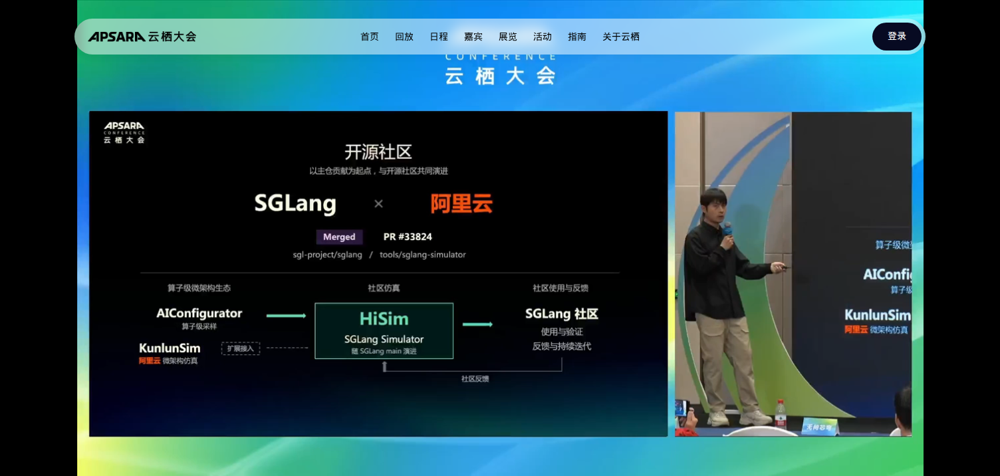 APSARA 云栖大会
首页 回放 日程 嘉宾 展览 活动 指南 关于云栖
登录
CONFERENCE
云栖大会
APSARA
CONFERENCE
云栖大会
开源社区
以主仓贡献为起点，与开源社区共同演进
SGLang × 阿里云
Merged PR #33824
sgl-project/sglang / tools/sglang-simulator
算子级微架构生态 社区仿真 社区使用与反馈
AIConfigurator
算子级采样
KunlunSim
阿里云 微架构仿真
扩展接入
HiSim
SGLang Simulator
随 SGLang main 演进
SGLang 社区
使用与验证
反馈与持续迭代
社区反馈
算子级微
AIConfi
算子级
KunlunSim
阿里云 微架构仿真
无问芯穹